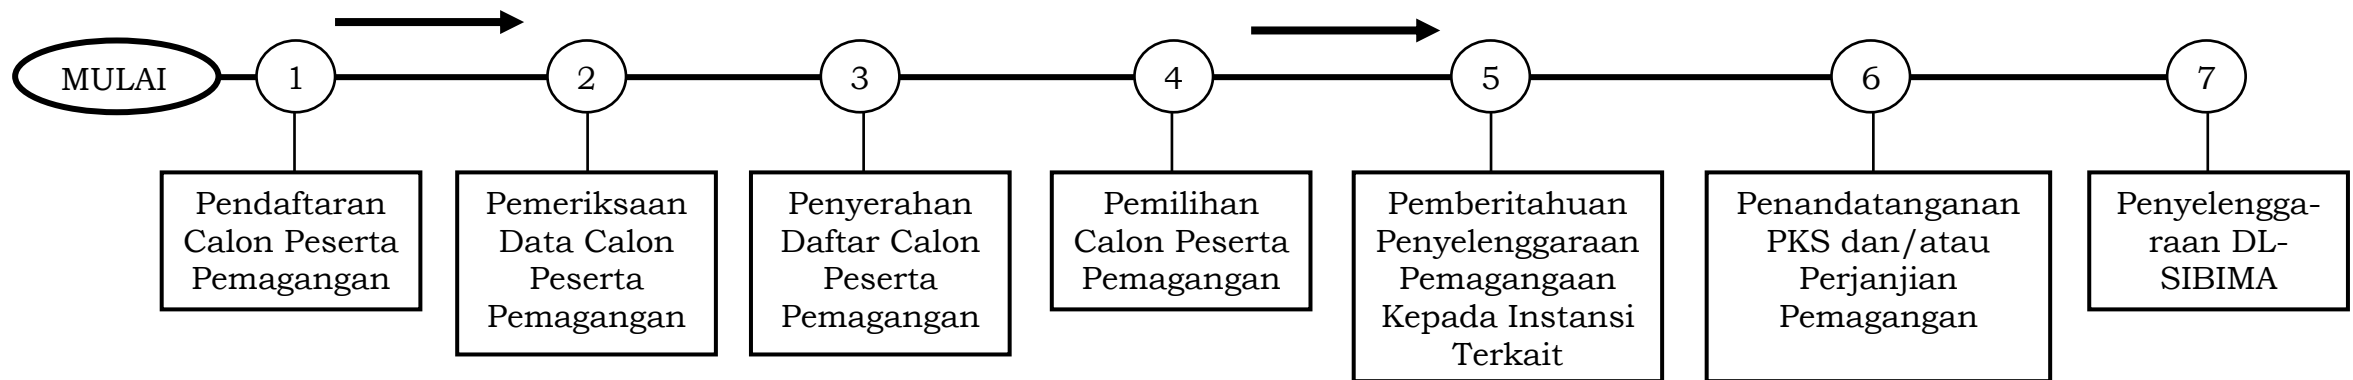 MULAI
1
2
3
4
5
6
7
Pendaftaran
Calon Peserta
Pemagangan
Pemeriksaan
Data Calon
Peserta
Pemagangan
Penyerahan
Daftar Calon
Peserta
Pemagangan
Pemilihan
Calon Peserta
Pemagangan
Pemberitahuan
Penyelenggaraan
Pemagangaan
Kepada Instansi
Terkait
Penandatanganan
PKS dan/atau
Perjanjian
Pemagangan
Penyelengga-
raan DL-
SIBIMA